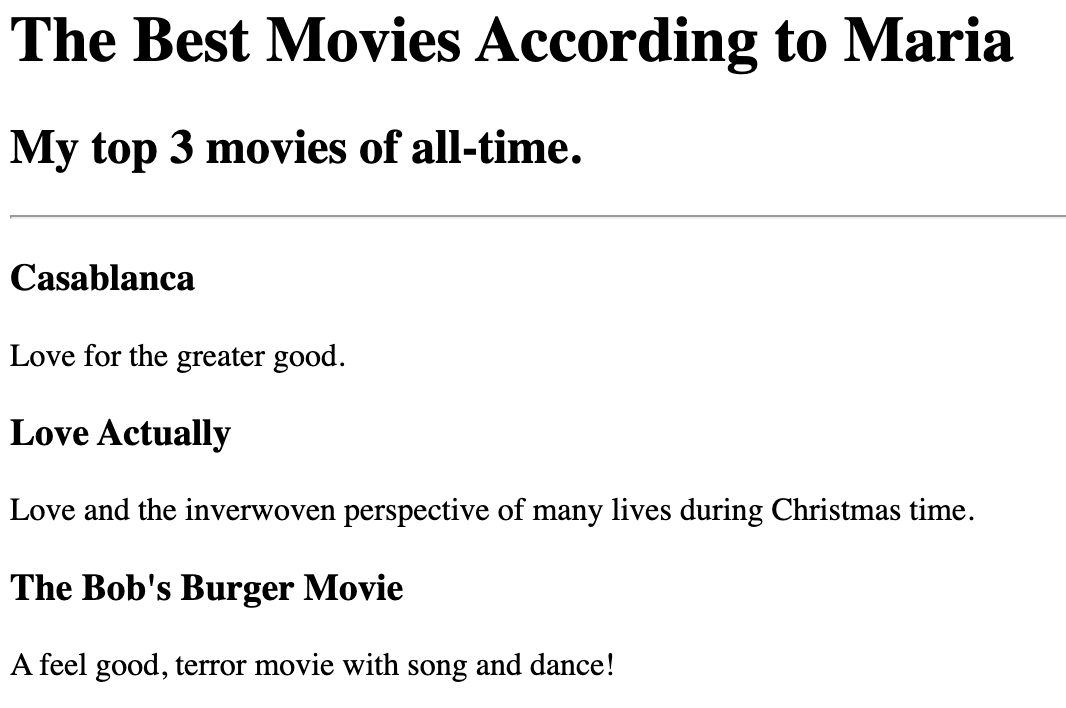 The Best Movies According to Maria
My top 3 movies of all-time.
Casablanca
Love for the greater good.
Love Actually
Love and the inverwoven perspective of many lives during Christmas time.
The Bob's Burger Movie
A feel good, terror movie with song and dance!